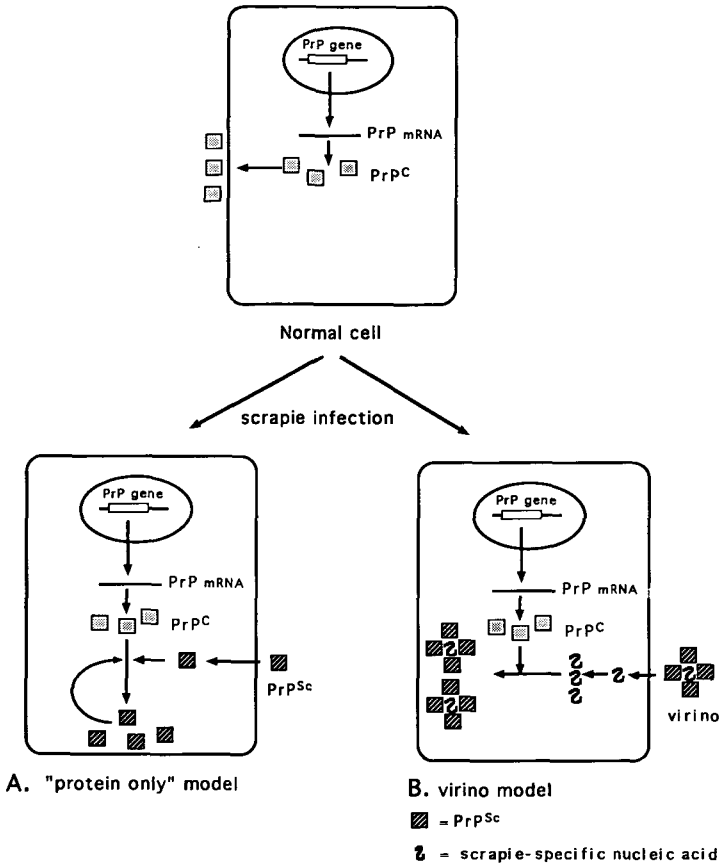 PrP gene
PrP mRNA
PrPC
Normal cell
scrapie infection
PrP gene
PrP mRNA
PrPC
PrPSc
A. "protein only" model
PrP gene
PrP mRNA
PrPC
virino
B. virino model
= PrPSc
= scrapie-specific nucleic acid